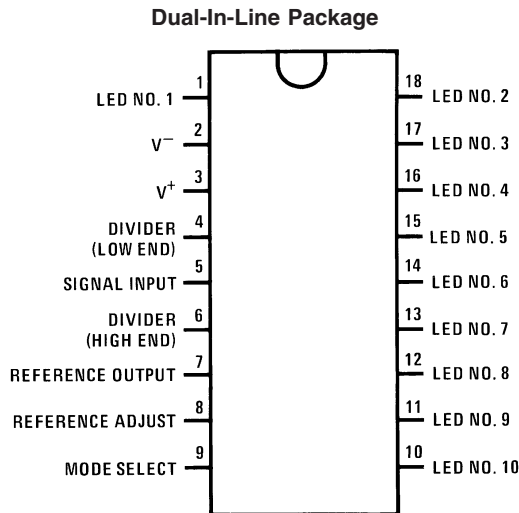 Dual-In-Line Package
1
LED NO. 1
2
V⁻
3
V⁺
4
DIVIDER
(LOW END)
5
SIGNAL INPUT
6
DIVIDER
(HIGH END)
7
REFERENCE OUTPUT
8
REFERENCE ADJUST
9
MODE SELECT
18
LED NO. 2
17
LED NO. 3
16
LED NO. 4
15
LED NO. 5
14
LED NO. 6
13
LED NO. 7
12
LED NO. 8
11
LED NO. 9
10
LED NO. 10